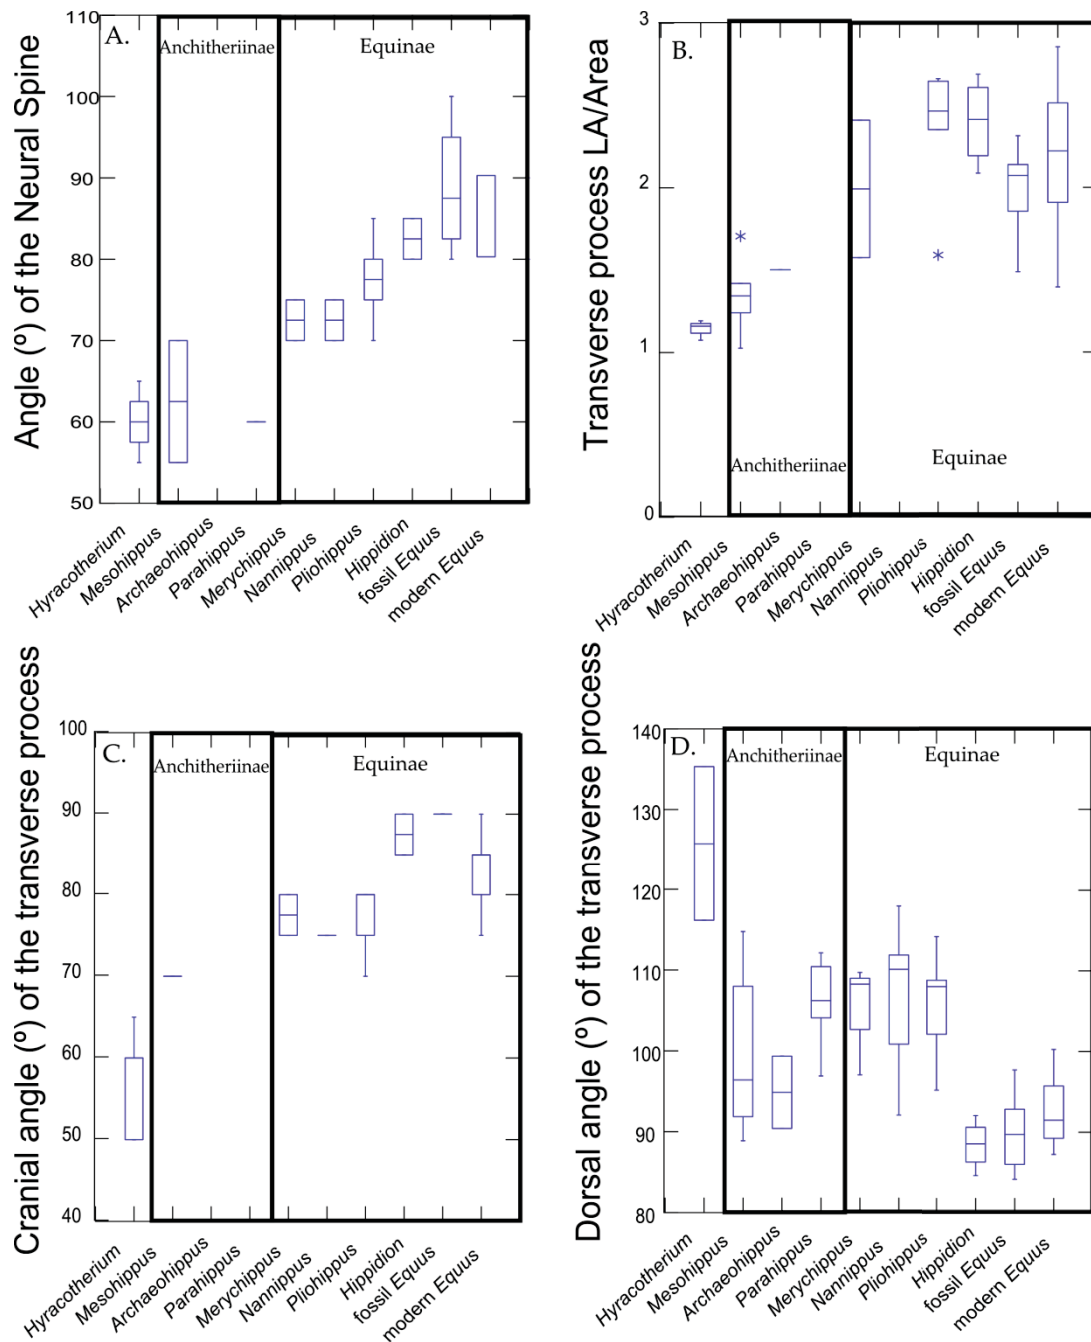 A.
Anchitheriinae
Equinae
Angle (º) of the Neural Spine
110
100
90
80
70
60
50
Hyracotherium
Mesohippus
Archaeohippus
Parahippus
Merychippus
Nannippus
Pliohippus
Hippidion
fossil Equus
modern Equus
B.
Anchitheriinae
Equinae
Transverse process LA/Area
3
2
1
0
Hyracotherium
Mesohippus
Archaeohippus
Parahippus
Merychippus
Nannippus
Pliohippus
Hippidion
fossil Equus
modern Equus
C.
Anchitheriinae
Equinae
Cranial angle (º) of the transverse process
100
90
80
70
60
50
40
Hyracotherium
Mesohippus
Archaeohippus
Parahippus
Merychippus
Nannippus
Pliohippus
Hippidion
fossil Equus
modern Equus
D.
Anchitheriinae
Equinae
Dorsal angle (º) of the transverse process
140
130
120
110
100
90
80
Hyracotherium
Mesohippus
Archaeohippus
Parahippus
Merychippus
Nannippus
Pliohippus
Hippidion
fossil Equus
modern Equus